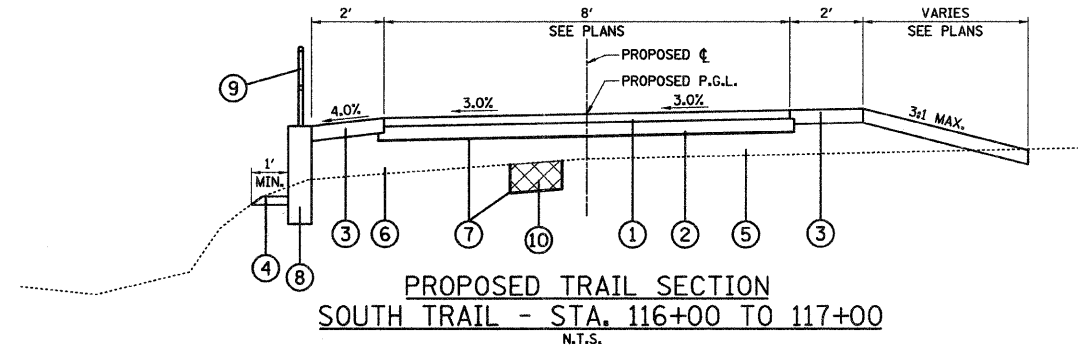 2' 8' 2' VARIES
SEE PLANS SEE PLANS
PROPOSED ℄
PROPOSED P.G.L.
9
4.0% 3.0% 3.0%
3:1 MAX.
1'
MIN.
4 8 3 6 7 10 1 2 5 3
PROPOSED TRAIL SECTION
SOUTH TRAIL - STA. 116+00 TO 117+00
N.T.S.